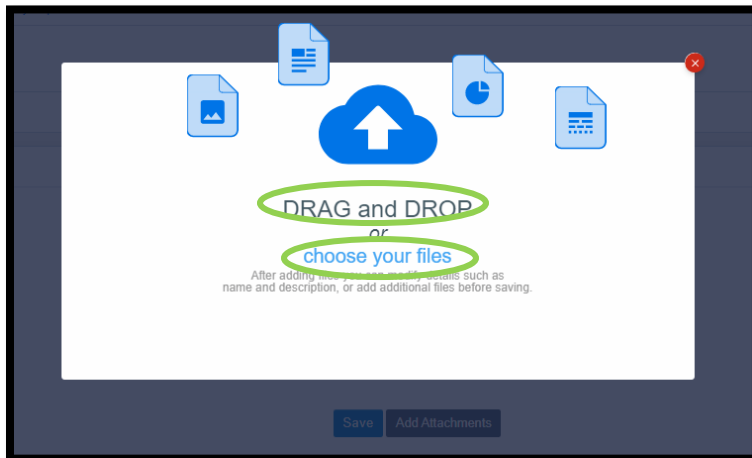 DRAG and DROP
or
choose your files
After adding files you can modify details such as
name and description, or add additional files before saving.
Save Add Attachments